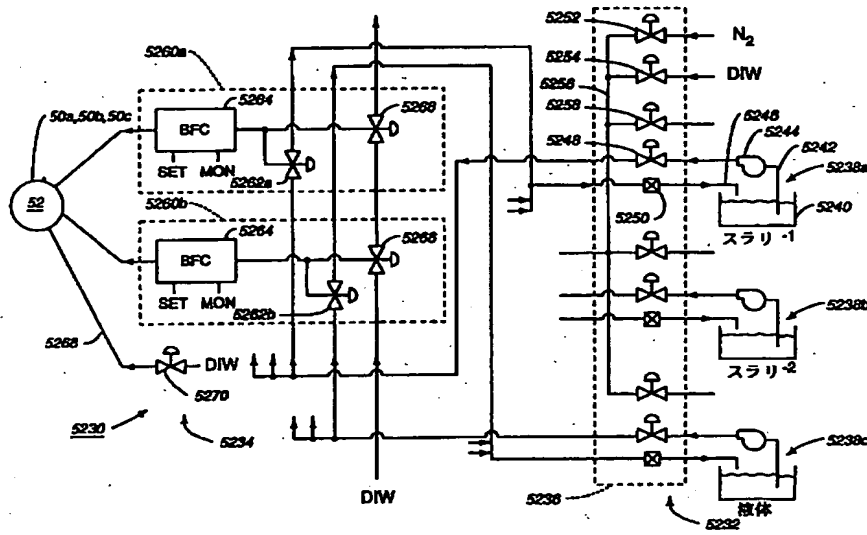 5252
N₂
5254
DIW
5256
5258
5248
5246
5244
5242
5238a
5240
5250
スラリ-1
5238b
スラリ-2
5238c
液体
5236
5232
5260a
5264
5268
50a, 50b, 50c
BFC
SET MON
5262a
52
5260b
5264
5266
BFC
SET MON
5262b
5268
DIW
5270
5230
5234
DIW